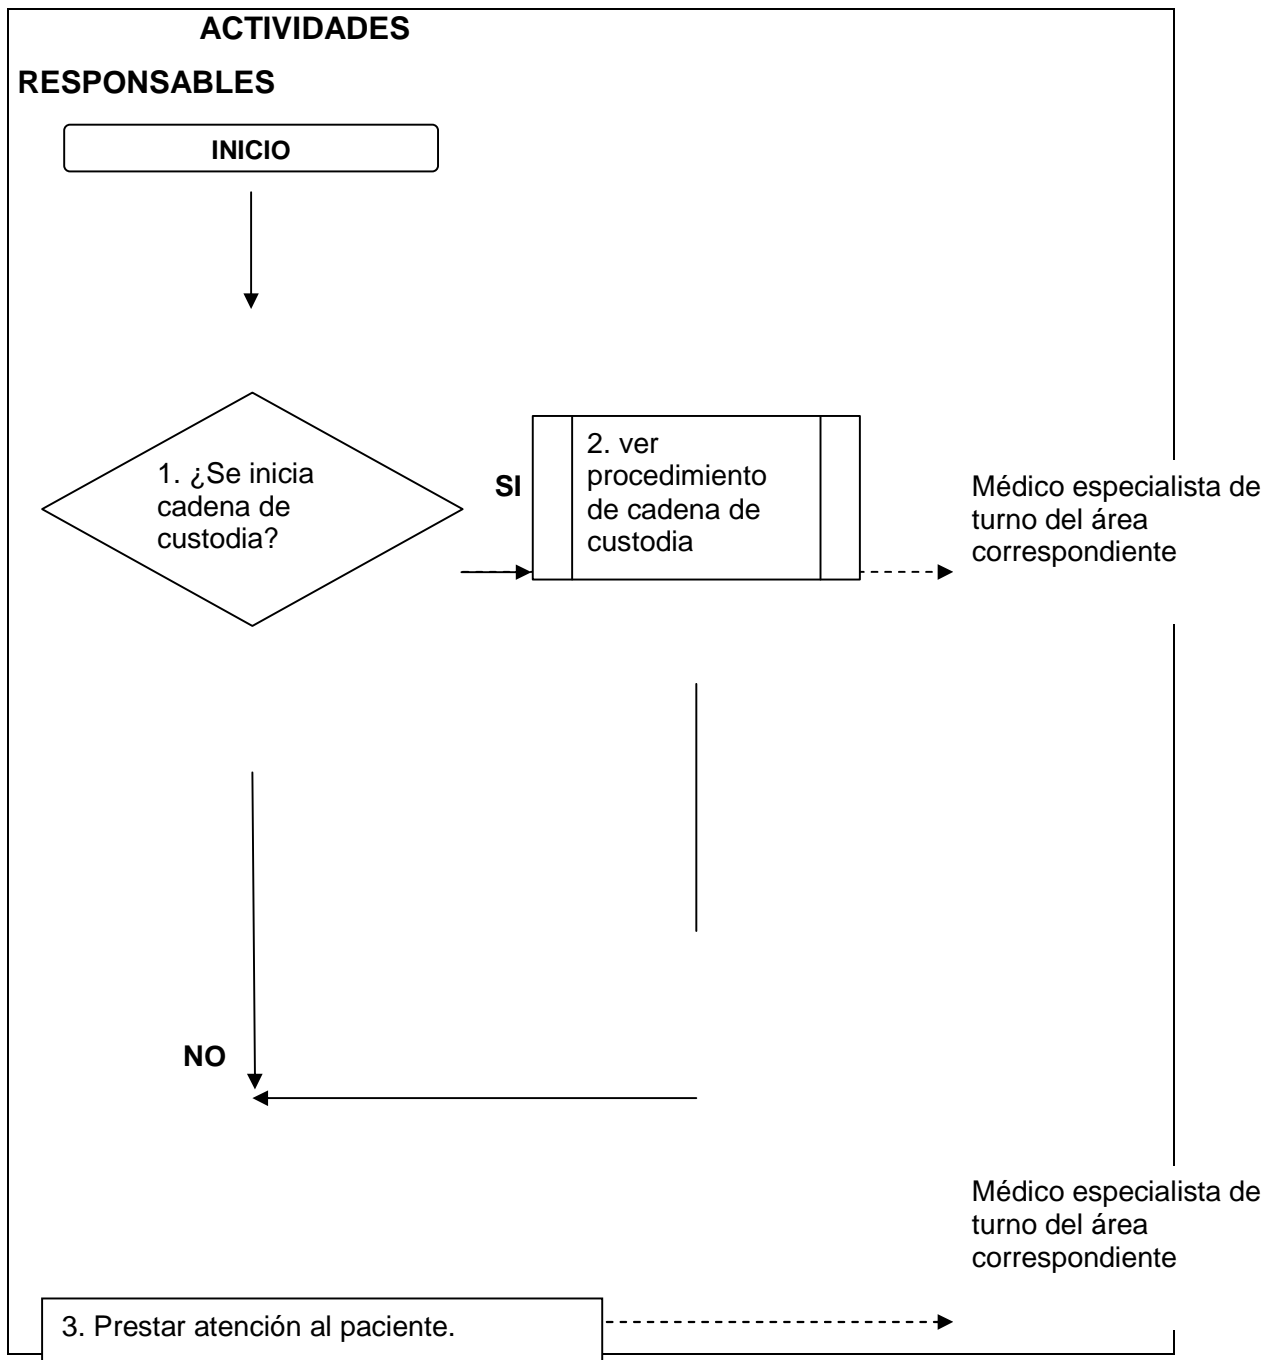 ACTIVIDADES
RESPONSABLES
INICIO
1. ¿Se inicia
cadena de
custodia?
SI
2. ver
procedimiento
de cadena de
custodia
Médico especialista de
turno del área
correspondiente
NO
Médico especialista de
turno del área
correspondiente
3. Prestar atención al paciente.